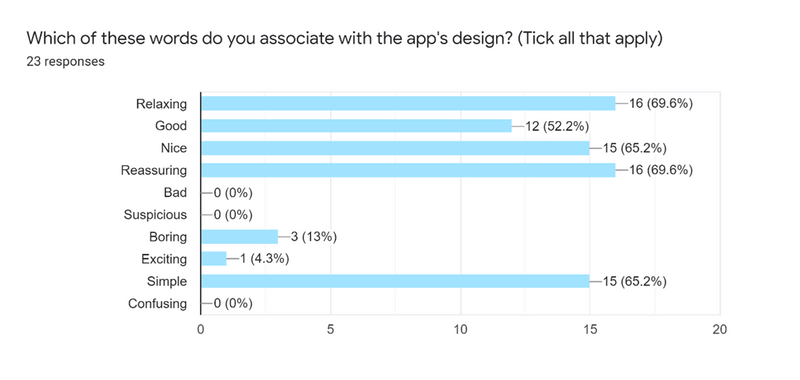 Which of these words do you associate with the app's design? (Tick all that apply)
23 responses
Relaxing 16 (69.6%)
Good 12 (52.2%)
Nice 15 (65.2%)
Reassuring 16 (69.6%)
Bad 0 (0%)
Suspicious 0 (0%)
Boring 3 (13%)
Exciting 1 (4.3%)
Simple 15 (65.2%)
Confusing 0 (0%)
0 5 10 15 20